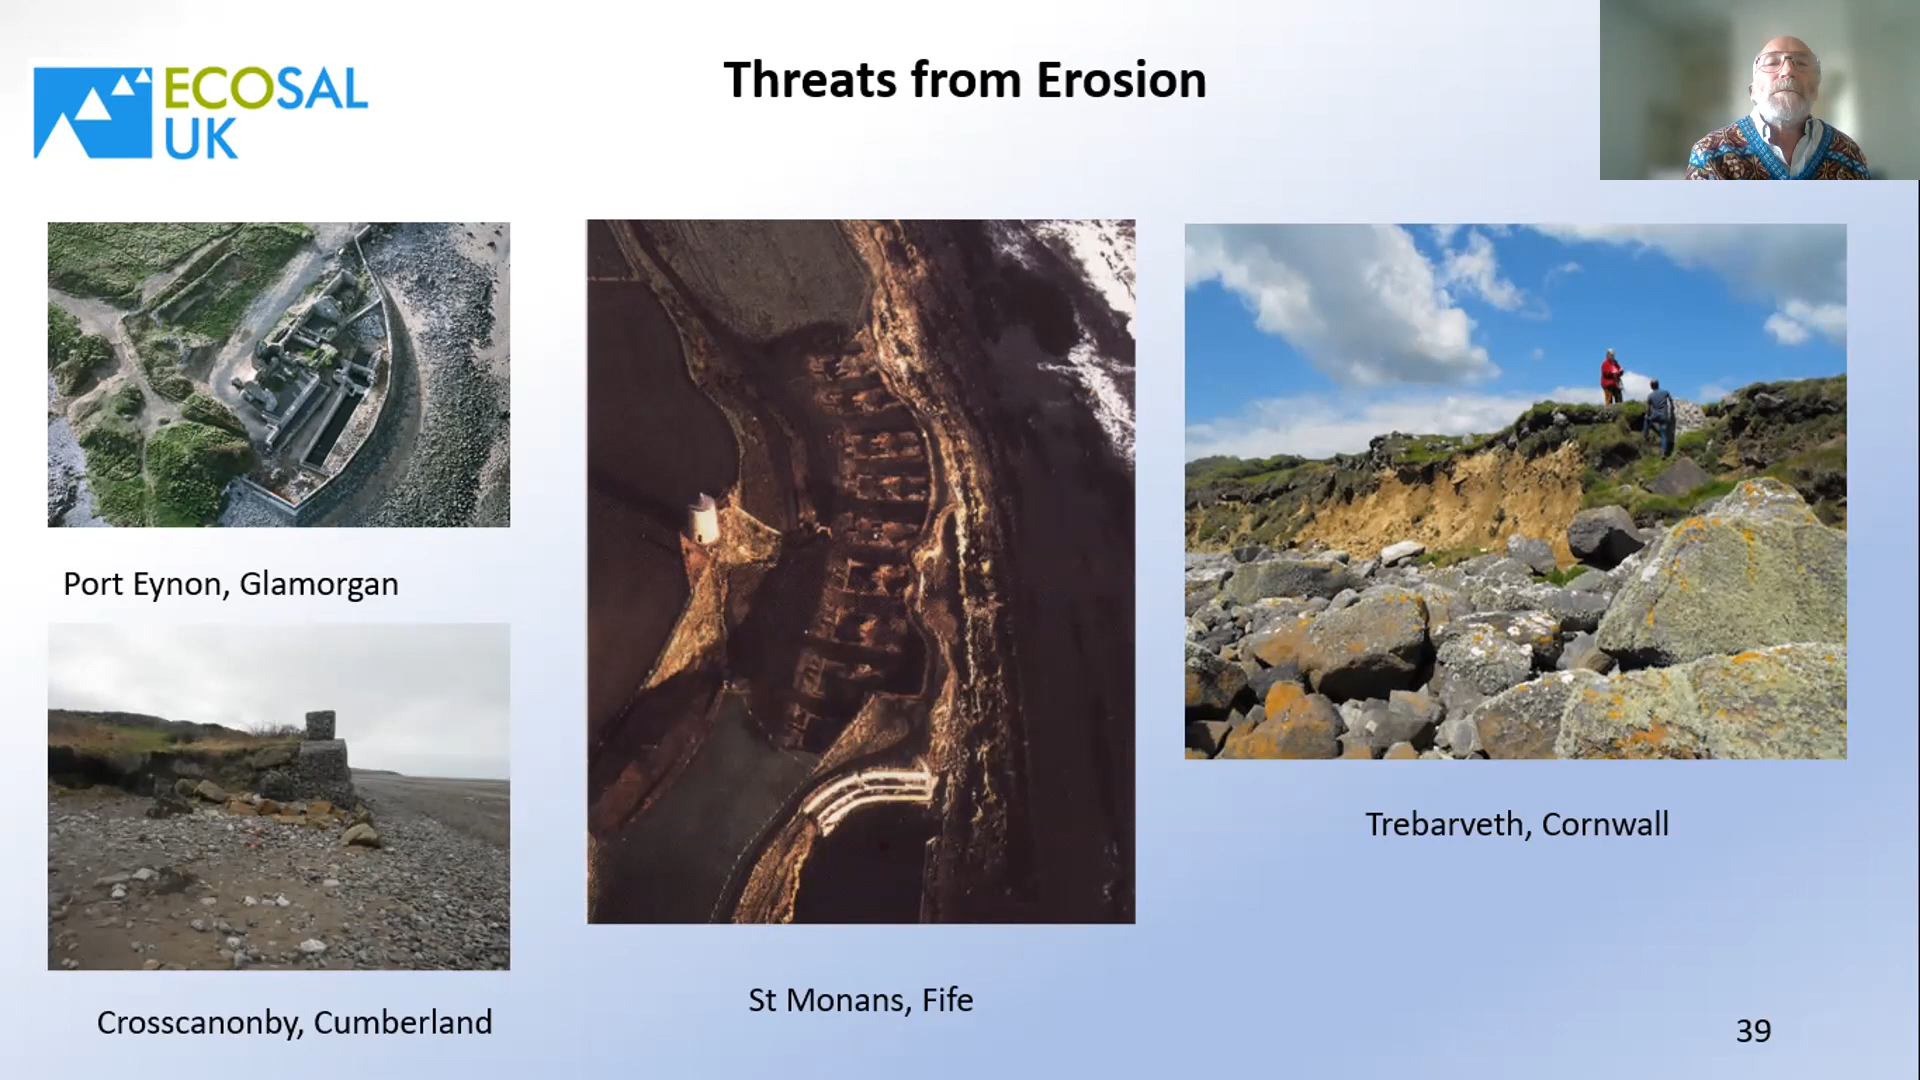 ECOSAL
UK
Threats from Erosion
Port Eynon, Glamorgan
Crosscanonby, Cumberland
St Monans, Fife
Trebarveth, Cornwall
39